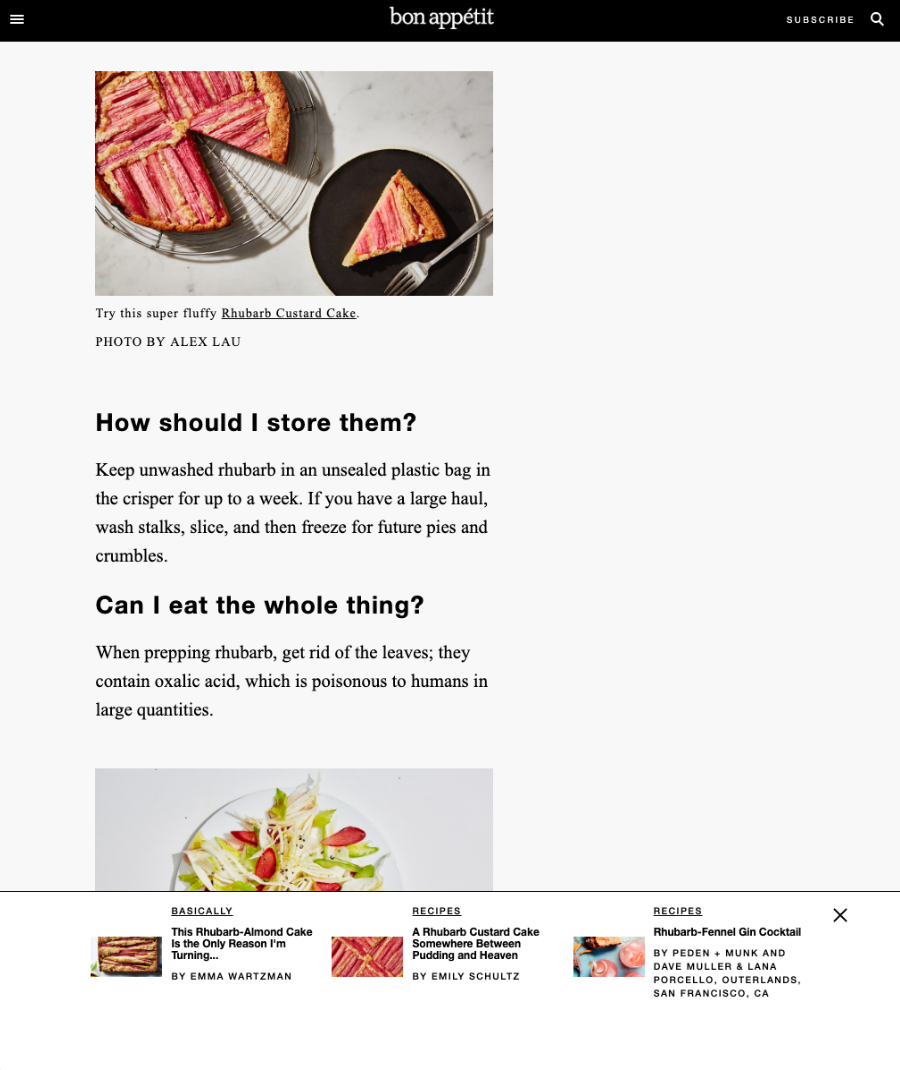 bon appétit
SUBSCRIBE
Try this super fluffy Rhubarb Custard Cake.
PHOTO BY ALEX LAU
How should I store them?
Keep unwashed rhubarb in an unsealed plastic bag in
the crisper for up to a week. If you have a large haul,
wash stalks, slice, and then freeze for future pies and
crumbles.
Can I eat the whole thing?
When prepping rhubarb, get rid of the leaves; they
contain oxalic acid, which is poisonous to humans in
large quantities.
BASICALLY
This Rhubarb-Almond Cake
Is the Only Reason I'm
Turning...
BY EMMA WARTZMAN
RECIPES
A Rhubarb Custard Cake
Somewhere Between
Pudding and Heaven
BY EMILY SCHULTZ
RECIPES
Rhubarb-Fennel Gin Cocktail
BY PEDEN + MUNK AND
DAVE MULLER & LANA
PORCELLO, OUTERLANDS,
SAN FRANCISCO, CA